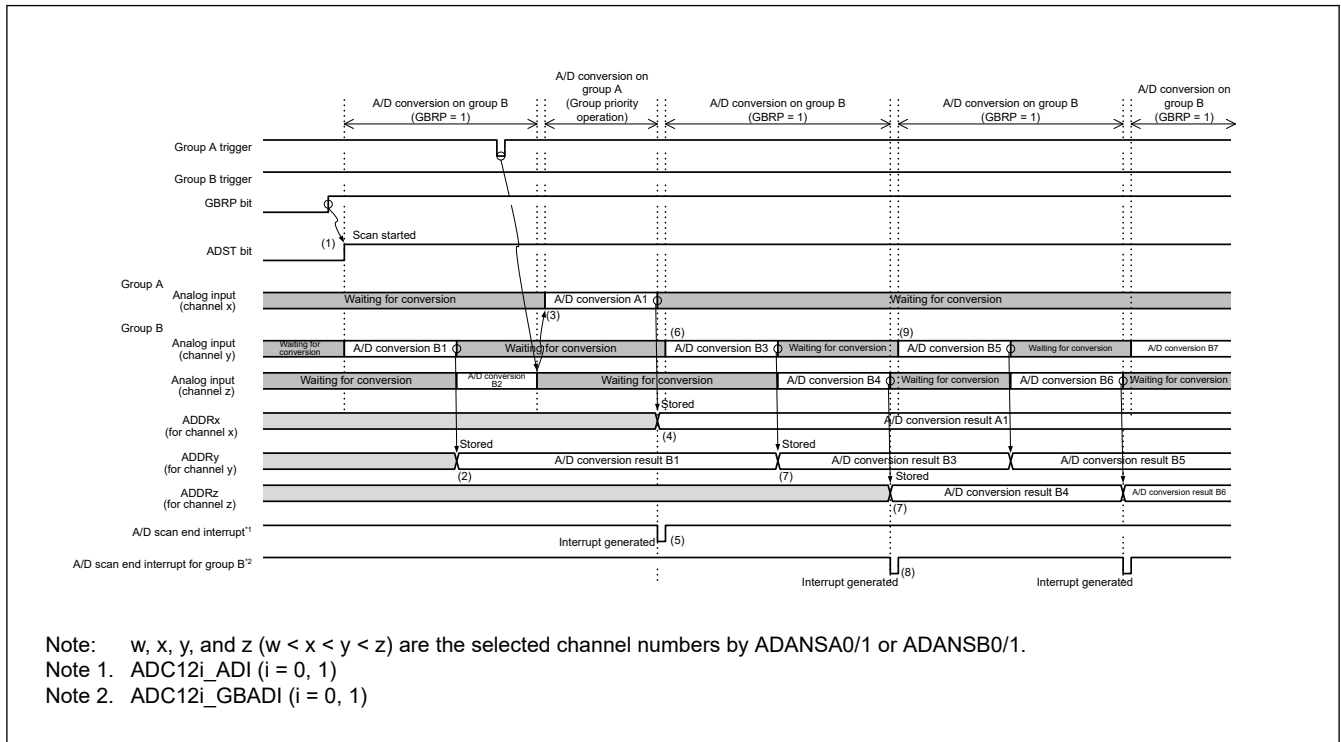 A/D conversion on group B
(GBRP = 1)
A/D conversion on
group A
(Group priority
operation)
A/D conversion on group B
(GBRP = 1)
A/D conversion on group B
(GBRP = 1)
A/D conversion on
group B
(GBRP = 1)
Group A trigger
Group B trigger
GBRP bit
(1)
Scan started
ADST bit
Group A
Analog input
(channel x)
Waiting for conversion
A/D conversion A1
Waiting for conversion
(3)
Group B
(6)
(9)
Analog input
(channel y)
Waiting for
conversion
A/D conversion B1
Waiting for conversion
A/D conversion B3
Waiting for conversion
A/D conversion B5
Waiting for conversion
A/D conversion B7
Analog input
(channel z)
Waiting for conversion
A/D conversion
B2
Waiting for conversion
A/D conversion B4
Waiting for conversion
A/D conversion B6
Waiting for conversion
Stored
ADDRx
(for channel x)
A/D conversion result A1
(4)
Stored
Stored
ADDRy
(for channel y)
A/D conversion result B1
A/D conversion result B3
A/D conversion result B5
(2)
(7)
Stored
ADDRz
(for channel z)
A/D conversion result B4
A/D conversion result B6
(7)
A/D scan end interrupt*1
Interrupt generated
(5)
A/D scan end interrupt for group B*2
Interrupt generated
(8)
Interrupt generated
Note: w, x, y, and z (w < x < y < z) are the selected channel numbers by ADANSA0/1 or ADANSB0/1.
Note 1. ADC12i_ADI (i = 0, 1)
Note 2. ADC12i_GBADI (i = 0, 1)